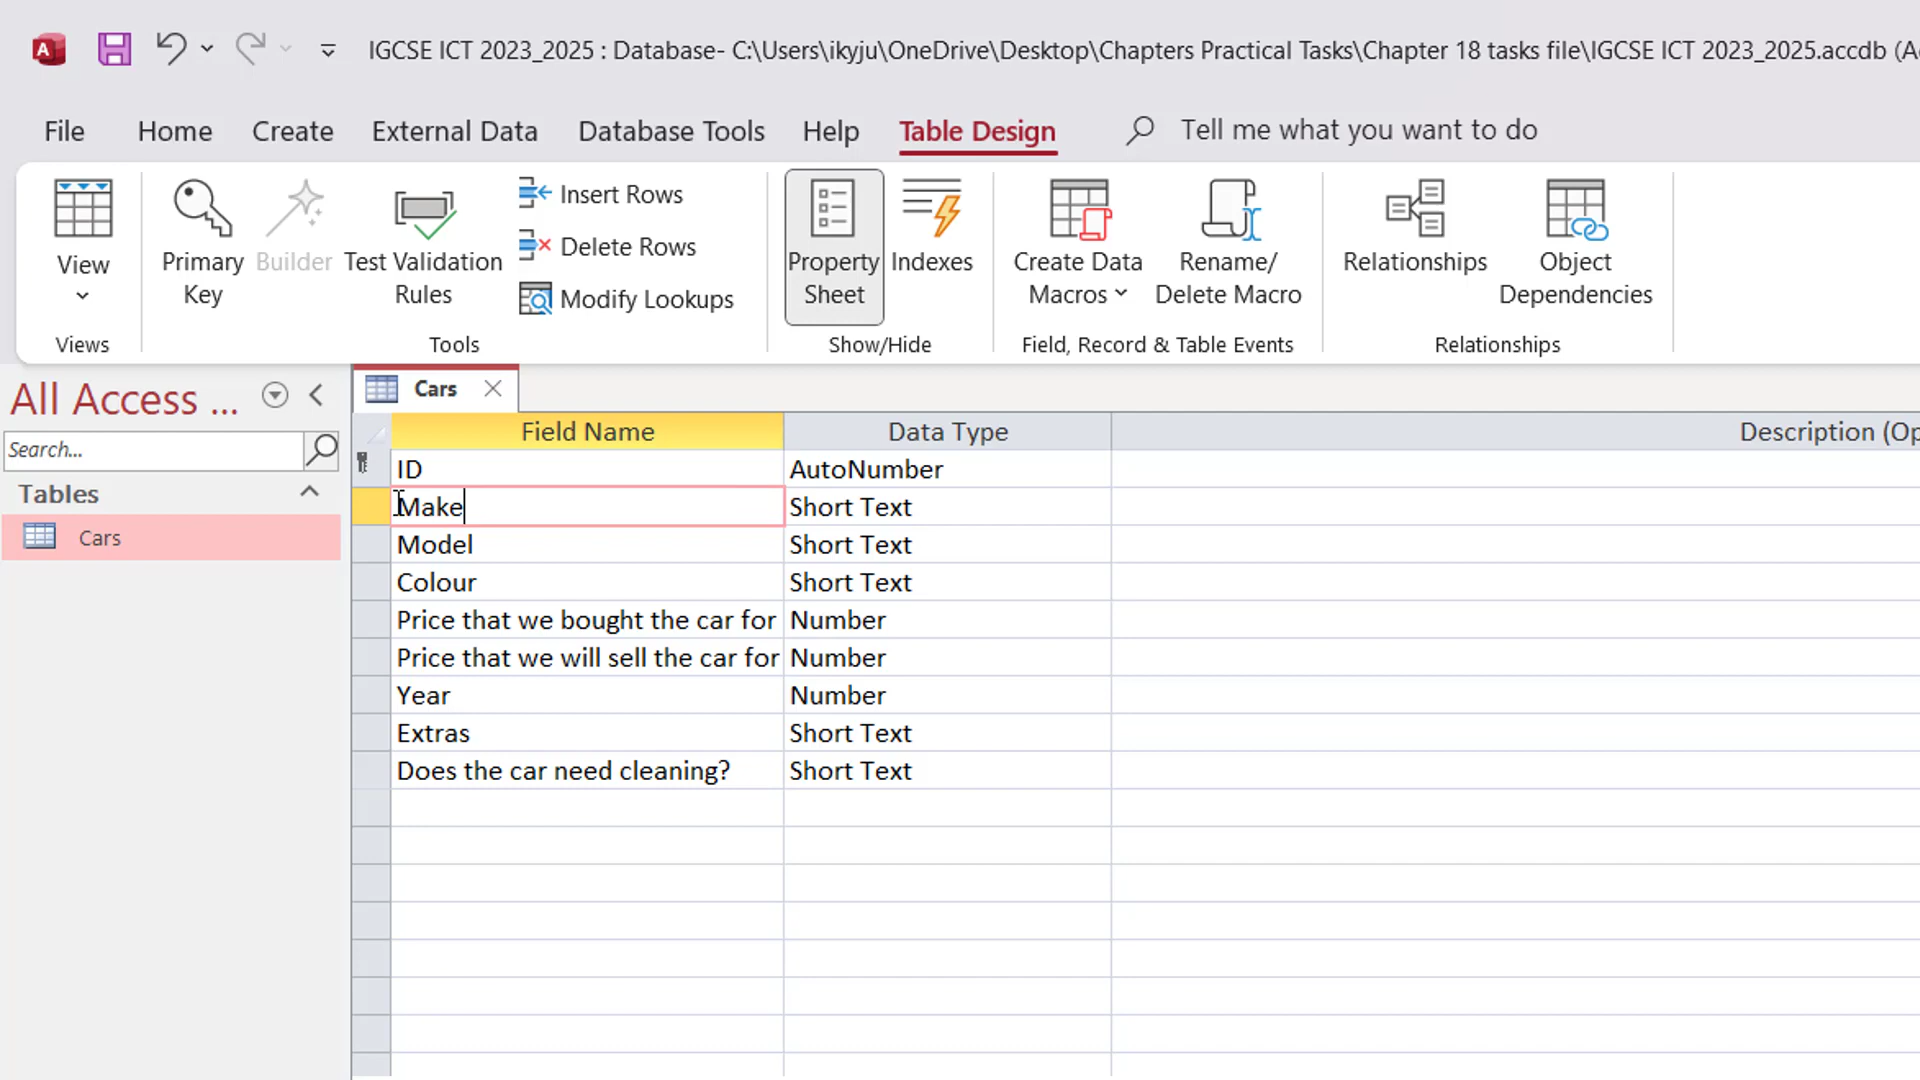 IGCSE ICT 2023_2025 : Database- C:\Users\ikyju\OneDrive\Desktop\Chapters Practical Tasks\Chapter 18 tasks file\IGCSE ICT 2023_2025.accdb (A
File Home Create External Data Database Tools Help Table Design Tell me what you want to do
View
Primary Key
Builder
Test Validation Rules
Insert Rows
Delete Rows
Modify Lookups
Property Sheet
Indexes
Create Data Macros
Rename/ Delete Macro
Relationships
Object Dependencies
Views Tools Show/Hide Field, Record & Table Events Relationships
All Access ...
Search...
Tables
Cars
Cars
Field Name Data Type Description (Op
ID AutoNumber
Make Short Text
Model Short Text
Colour Short Text
Price that we bought the car for Number
Price that we will sell the car for Number
Year Number
Extras Short Text
Does the car need cleaning? Short Text